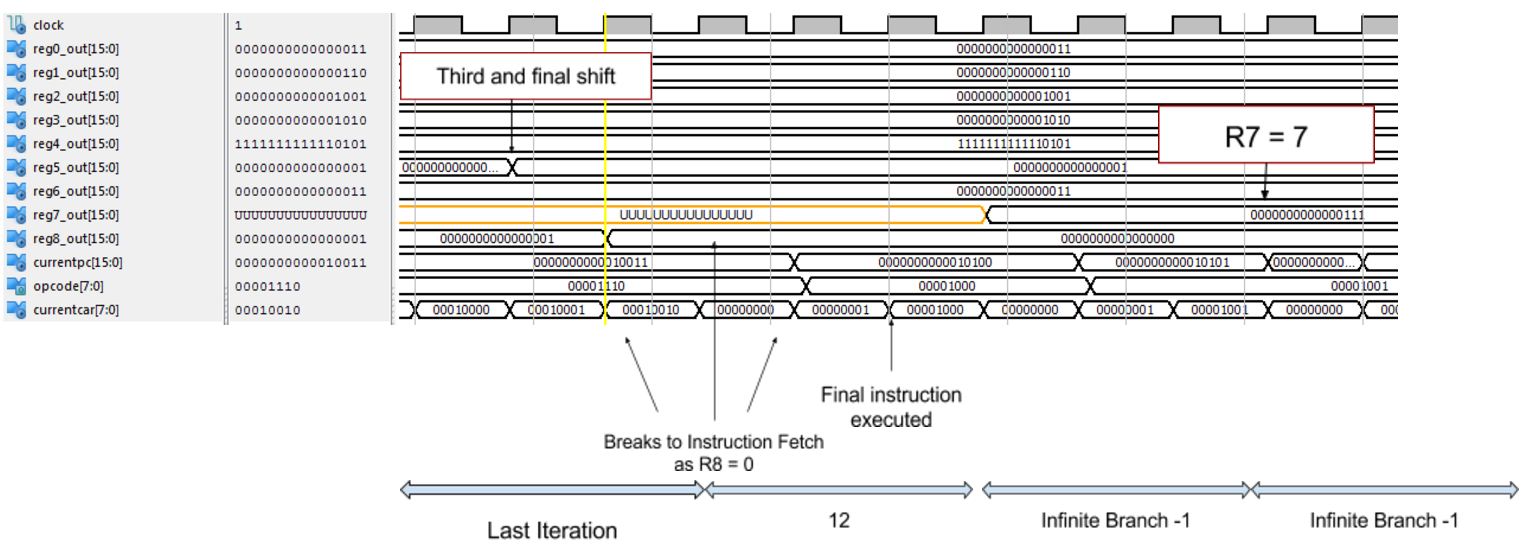 clock 1
reg0_out[15:0] 0000000000000011 0000000000000011
reg1_out[15:0] 0000000000000110 0000000000000110
Third and final shift
reg2_out[15:0] 0000000000001001 0000000000001001
reg3_out[15:0] 0000000000001010 0000000000001010
R7 = 7
reg4_out[15:0] 1111111111110101 1111111111110101
reg5_out[15:0] 0000000000000001 000000000000... 0000000000000001
reg6_out[15:0] 0000000000000011 0000000000000011
reg7_out[15:0] UUUUUUUUUUUUUUUU UUUUUUUUUUUUUUUU 0000000000000111
reg8_out[15:0] 0000000000000001 0000000000000001 0000000000000000
currentpc[15:0] 0000000000010011 0000000000010011 0000000000010100 0000000000010101 0000000000...
opcode[7:0] 00001110 00001110 00001000 00001001
currentcar[7:0] 00010010 00010000 00010001 00010010 00000000 00000001 00001000 00000000 00000001 00001001 00000000 000
Final instruction
executed
Breaks to Instruction Fetch
as R8 = 0
Last Iteration 12 Infinite Branch -1 Infinite Branch -1